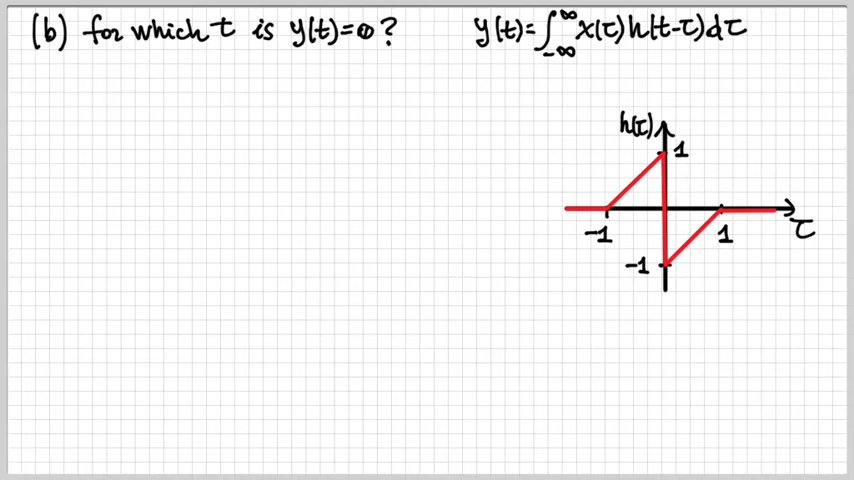 (b) for which t is y(t)=0?
y(t)=∫_{-∞}^{∞} x(τ)h(t-τ)dτ
h(τ)
1
-1
1
τ
-1